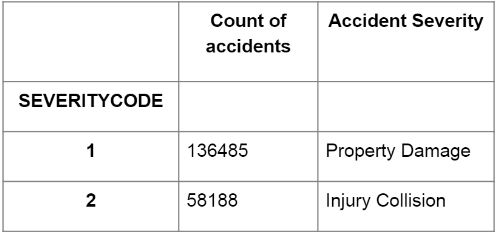 Count of accidents Accident Severity
SEVERITYCODE
1 136485 Property Damage
2 58188 Injury Collision